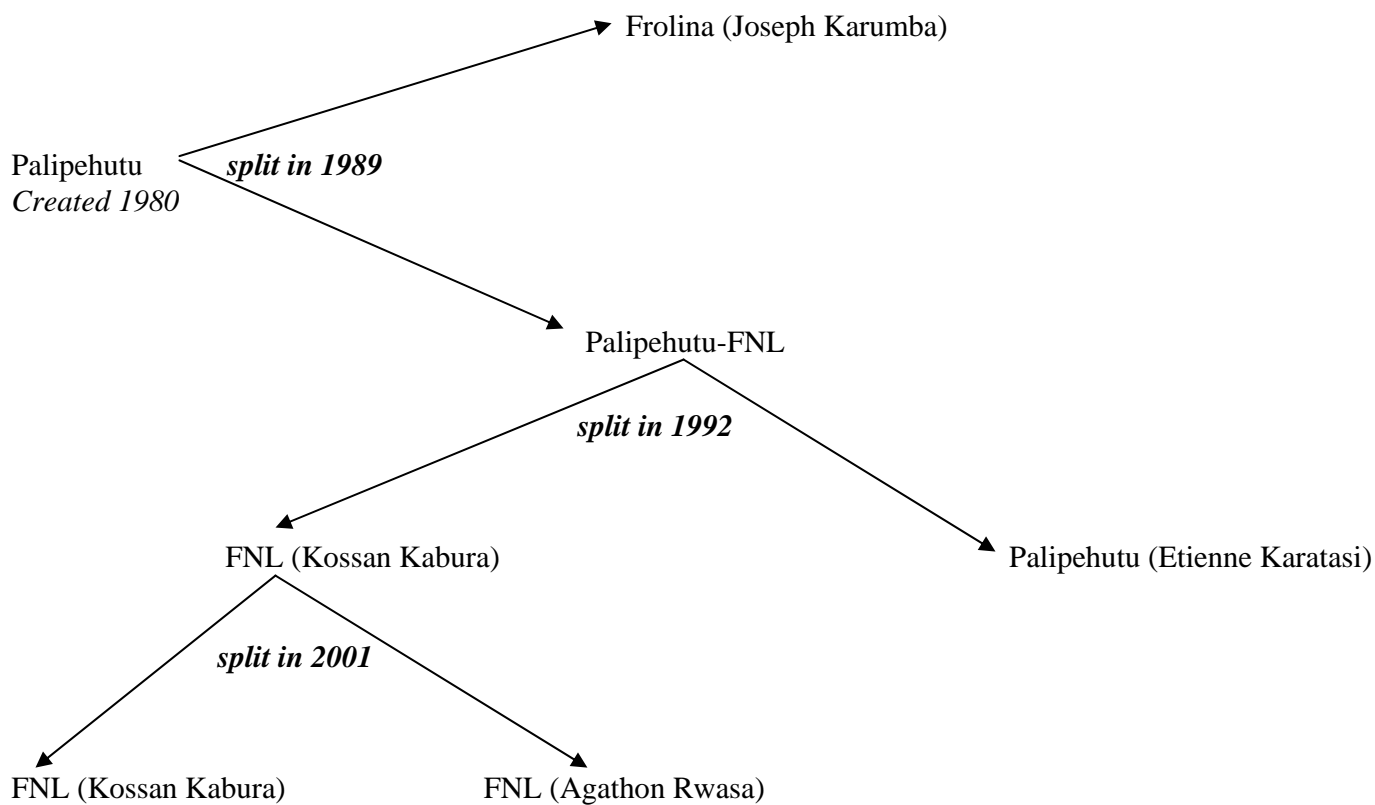 Frolina (Joseph Karumba)
Palipehutu
split in 1989
Created 1980
Palipehutu-FNL
split in 1992
FNL (Kossan Kabura)
Palipehutu (Etienne Karatasi)
split in 2001
FNL (Kossan Kabura)
FNL (Agathon Rwasa)